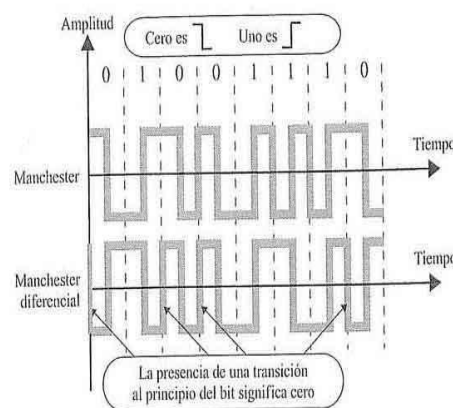 Amplitud
Cero es Uno es
0 1 0 0 1 1 1 0
Tiempo
Manchester
Tiempo
Manchester
diferencial
La presencia de una transición
al principio del bit significa cero